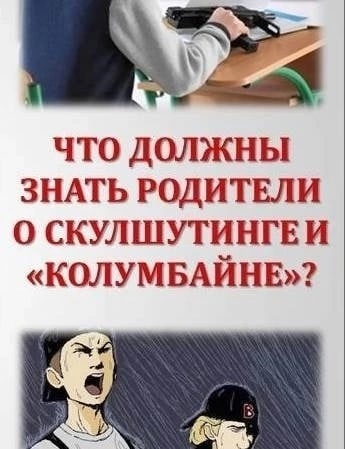 ЧТО ДОЛЖНЫ
ЗНАТЬ РОДИТЕЛИ
О СКУЛШУТИНГЕ И
«КОЛУМБАЙНЕ»?
B